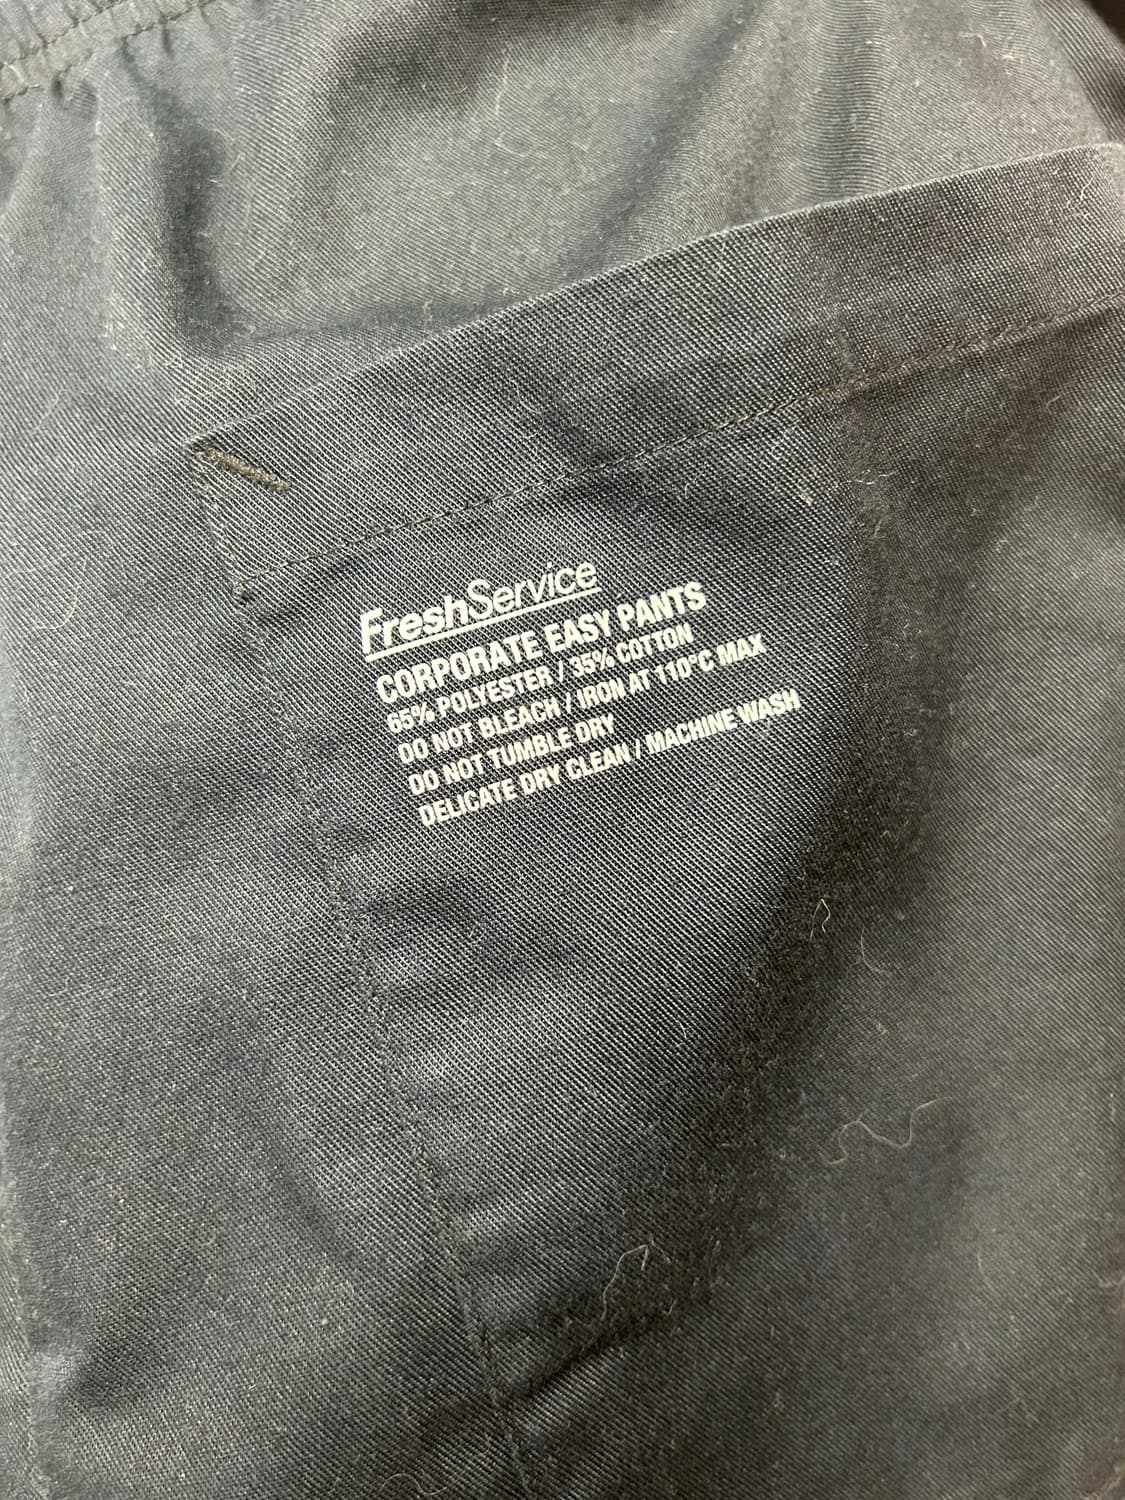 FreshService
CORPORATE EASY PANTS
65% POLYESTER / 35% COTTON
DO NOT BLEACH / IRON AT 110°C MAX
DO NOT TUMBLE DRY
DELICATE DRY CLEAN / MACHINE WASH